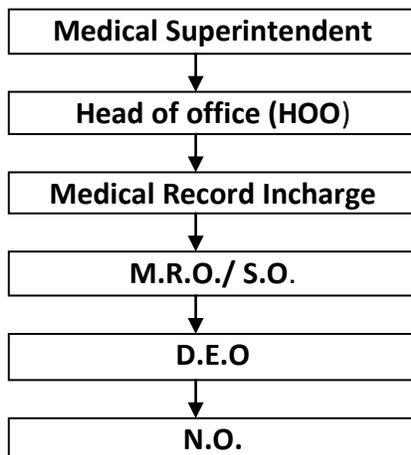 Medical Superintendent
Head of office (HOO)
Medical Record Incharge
M.R.O./ S.O.
D.E.O
N.O.